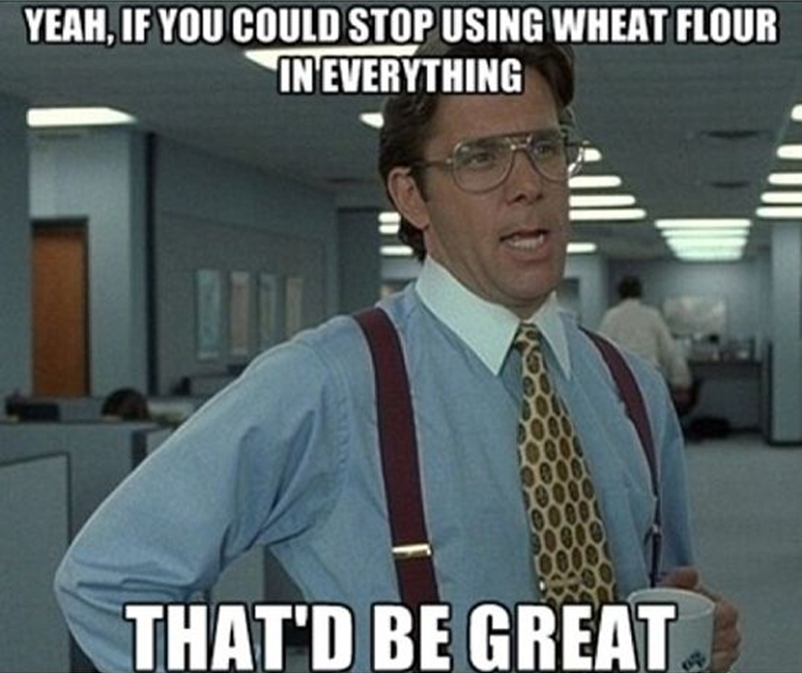 YEAH, IF YOU COULD STOP USING WHEAT FLOUR
IN EVERYTHING
THAT'D BE GREAT